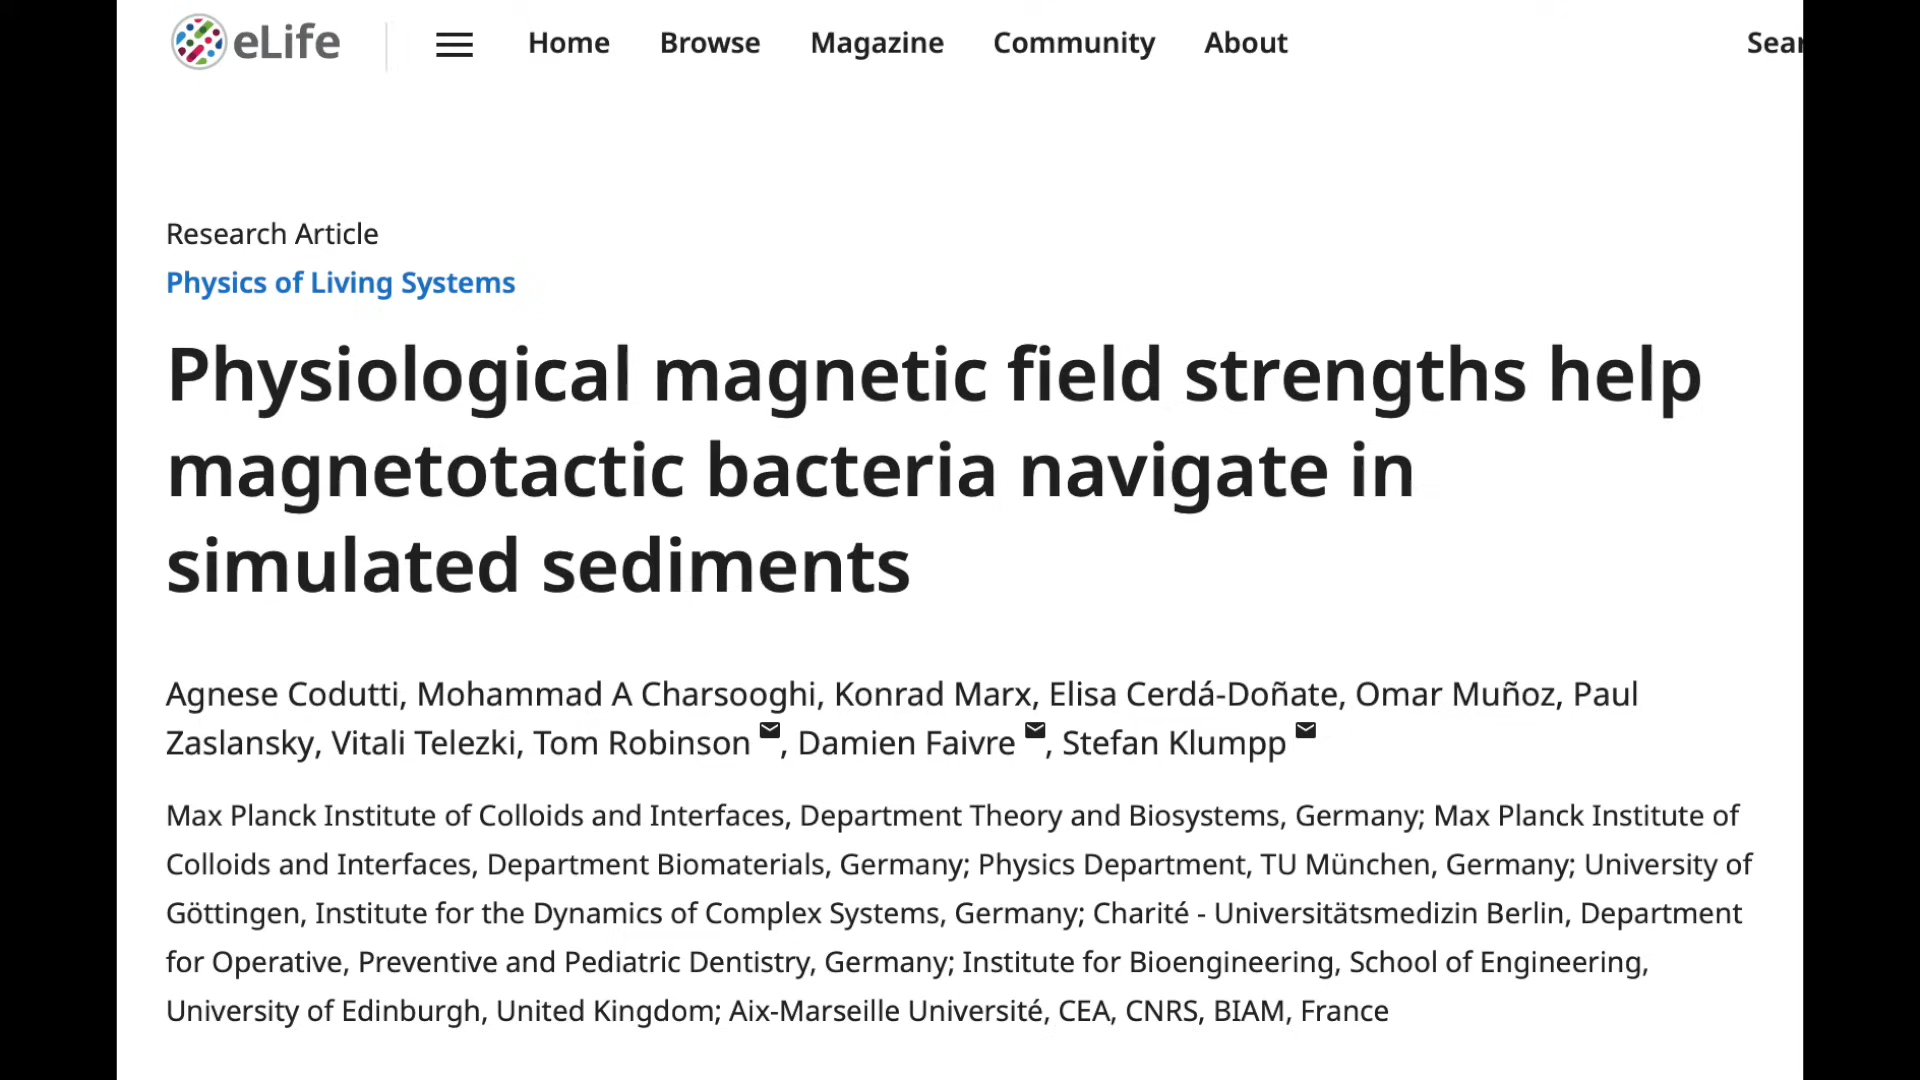 eLife Home Browse Magazine Community About Sear
Research Article
Physics of Living Systems
Physiological magnetic field strengths help
magnetotactic bacteria navigate in
simulated sediments
Agnese Codutti, Mohammad A Charsooghi, Konrad Marx, Elisa Cerdá-Doñate, Omar Muñoz, Paul
Zaslansky, Vitali Telezki, Tom Robinson, Damien Faivre, Stefan Klumpp
Max Planck Institute of Colloids and Interfaces, Department Theory and Biosystems, Germany; Max Planck Institute of
Colloids and Interfaces, Department Biomaterials, Germany; Physics Department, TU München, Germany; University of
Göttingen, Institute for the Dynamics of Complex Systems, Germany; Charité - Universitätsmedizin Berlin, Department
for Operative, Preventive and Pediatric Dentistry, Germany; Institute for Bioengineering, School of Engineering,
University of Edinburgh, United Kingdom; Aix-Marseille Université, CEA, CNRS, BIAM, France